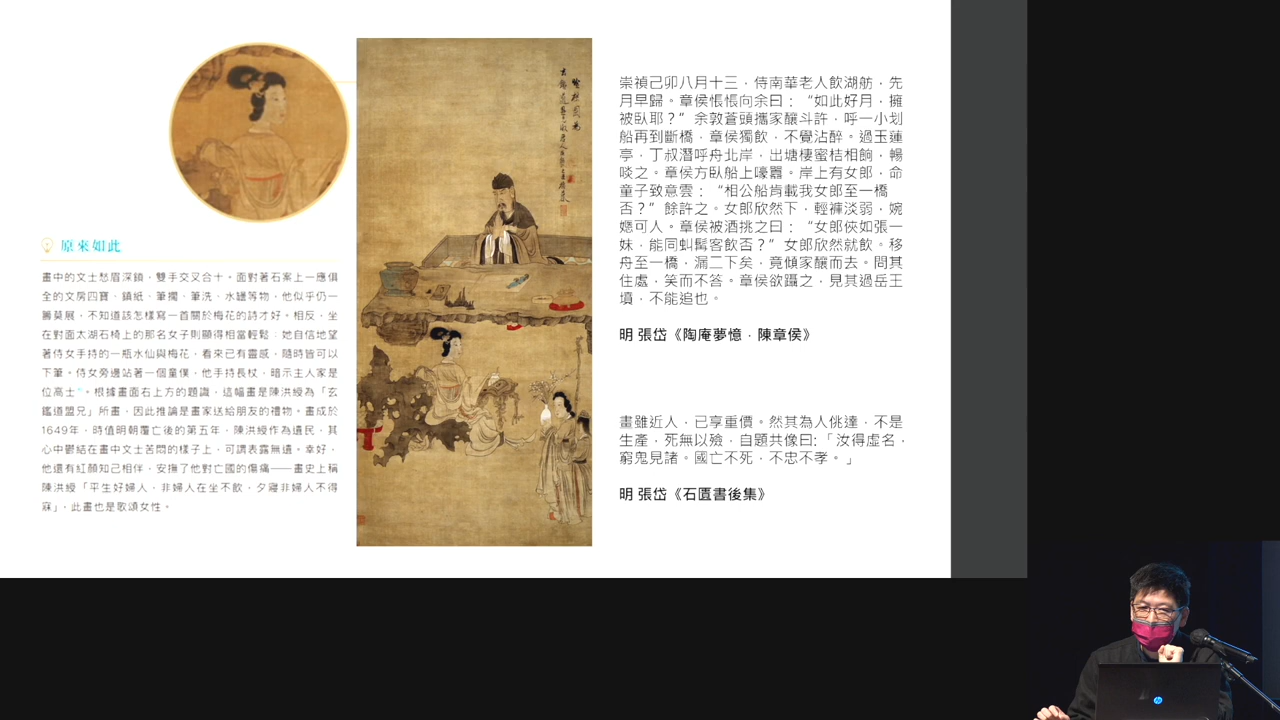 原來如此
畫中的文士愁眉深鎖，雙手交叉合十。面對著石案上一應俱
全的文房四寶、鎮紙、筆擱、筆洗、水罐等物，他似乎仍一
籌莫展，不知道該怎樣寫一首關於梅花的詩才好。相反，坐
在對面太湖石椅上的那名女子則顯得相當輕鬆；她自信地望
著侍女手持的一瓶水仙與梅花，看來已有靈感，隨時皆可以
下筆。侍女旁邊站著一個童僕，他手持長杖，暗示主人家是
位高士。根據畫面右上方的題識，這幅畫是陳洪綬為「玄
鑑道盟兄」所畫，因此推論是畫家送給朋友的禮物。畫成於
1649年，時值明朝覆亡後的第五年，陳洪綬作為遺民，其
心中鬱結在畫中文士苦悶的樣子上，可謂表露無遺。幸好，
他還有紅顏知己相伴，安撫了他對亡國的傷痛——畫史上稱
陳洪綬「平生好婦人，非婦人在坐不飲，夕寢非婦人不得
寐」，此畫也是歌頌女性。
崇禎己卯八月十三，侍南華老人飲湖舫，先
月早歸。章侯悵悵向余曰：“如此好月，擁
被臥耶？”余敦蒼頭攜家釀斗許，呼一小划
船再到斷橋，章侯獨飲，不覺沾醉。過玉蓮
亭，丁叔潛呼舟北岸，出塘棲蜜桔相餉，暢
啖之。章侯方臥船上嚎囂。岸上有女郎，命
童子致意雲：“相公船肯載我女郎至一橋
否？”餘許之。女郎欣然下，輕褲淡弱，婉
嫕可人。章侯被酒挑之曰：“女郎俠如張一
妹，能同虯髯客飲否？”女郎欣然就飲。移
舟至一橋，漏二下矣，竟傾家釀而去。問其
住處，笑而不答。章侯欲躡之，見其過岳王
墳，不能追也。
明 張岱《陶庵夢憶．陳章侯》
畫雖近人，已享重價。然其為人佻達，不是
生產，死無以殮，自題共像曰:「汝得虛名，
窮鬼見諸。國亡不死，不忠不孝。」
明 張岱《石匱書後集》
hp